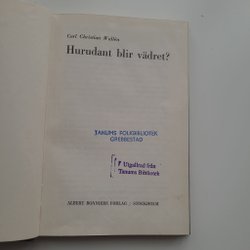 Carl Christian Wallén
Hurudant blir vädret?
TANUMS FOLKBIBLIOTEK
GREBBESTAD
Utgallrad från
Tanums Bibliotek
ALBERT BONNIERS FÖRLAG · STOCKHOLM